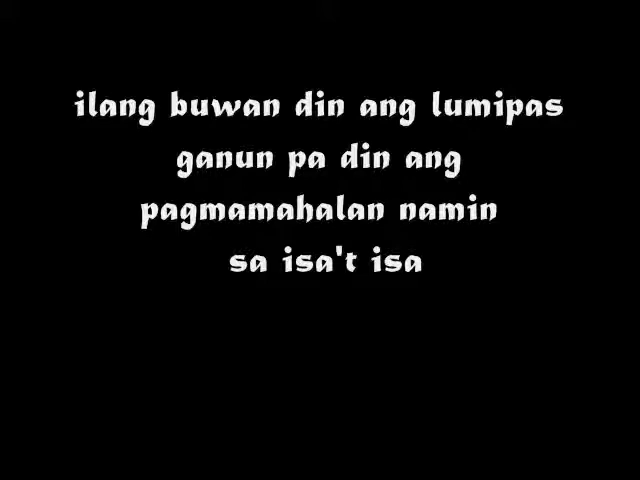 ilang buwan din ang lumipas
ganun pa din ang
pagmamahalan namin
sa isa't isa